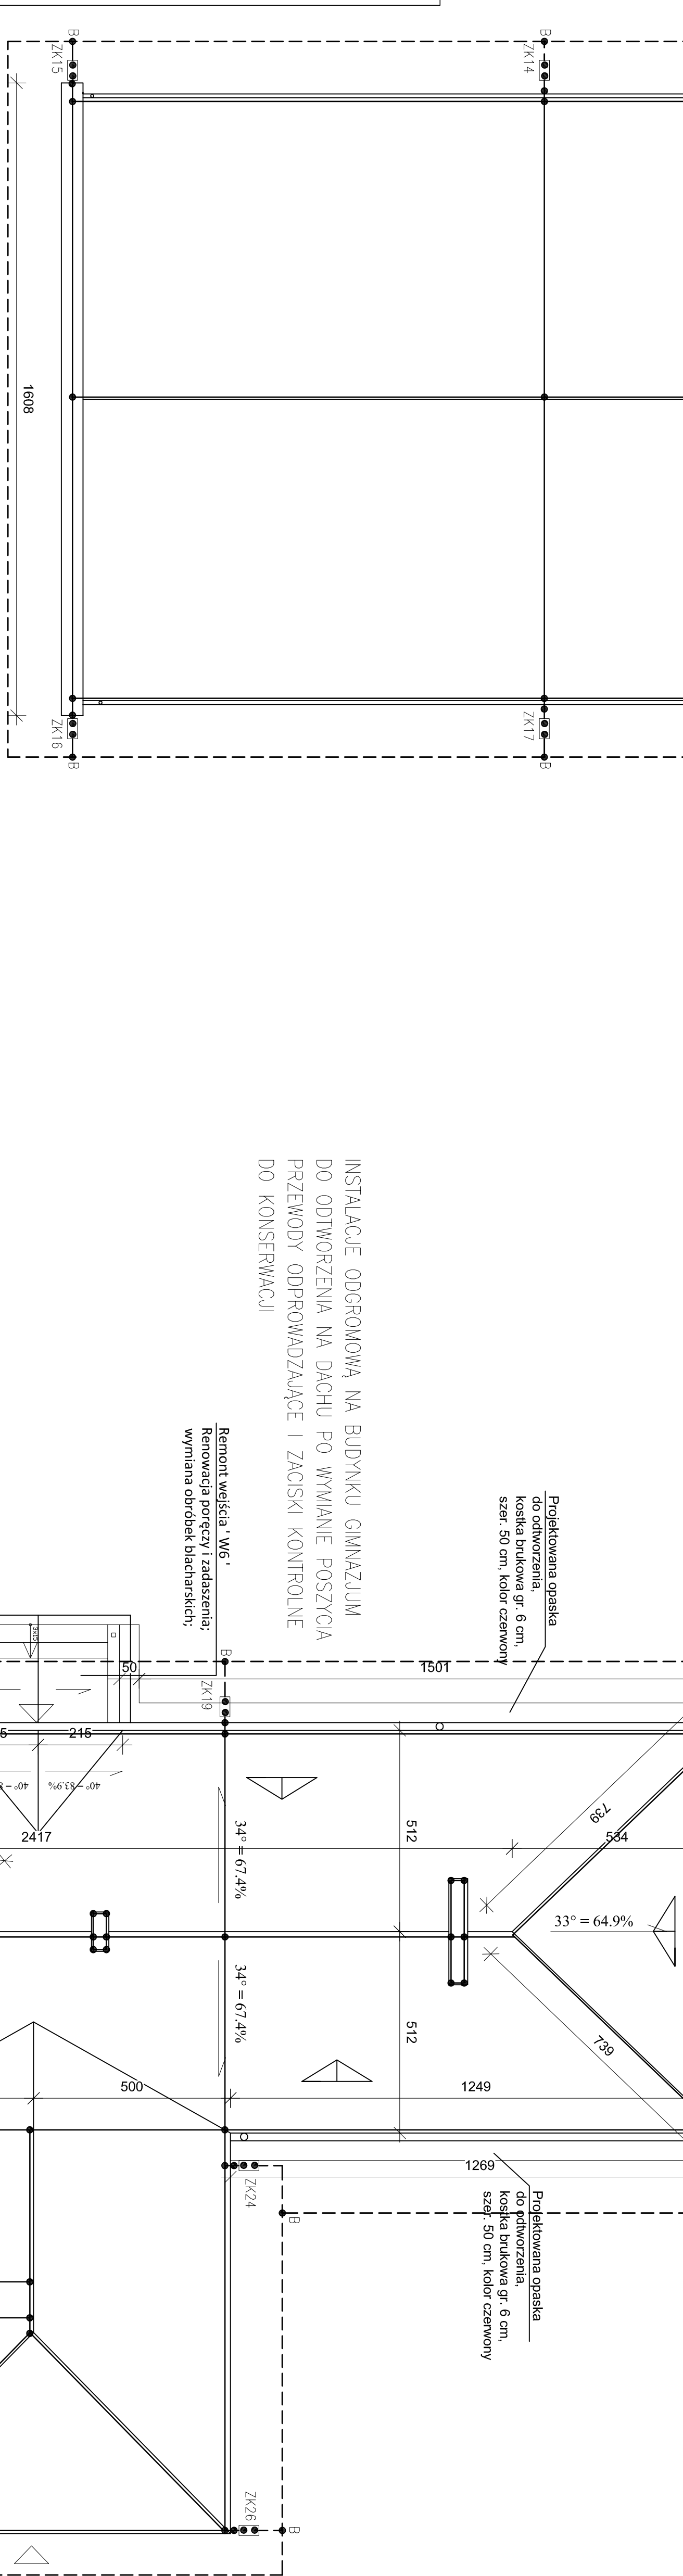 B
ZK15
B
ZK14
1608
ZK16
B
ZK17
B
INSTALACJE ODGROMOWĄ NA BUDYNKU GIMNAZJUM
DO ODTWORZENIA NA DACHU PO WYMIANIE POSZYCIA
PRZEWODY ODPROWADZAJĄCE I ZACISKI KONTROLNE
DO KONSERWACJI
Remont wejścia ' W6 '
Renowacja poręczy i zadaszenia;
wymiana obróbek blacharskich;
Projektowana opaska
do odtworzenia,
kostka brukowa gr. 6 cm,
szer. 50 cm, kolor czerwony
B
50
1501
ZK19
215
40° = 83.9%
2417
34° = 67.4%
512
739
534
33° = 64.9%
34° = 67.4%
512
739
500
1249
1269
ZK24
B
Projektowana opaska
do odtworzenia,
kostka brukowa gr. 6 cm,
szer. 50 cm, kolor czerwony
ZK26
B